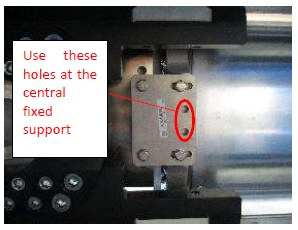 Use these
holes at the
central
fixed
support